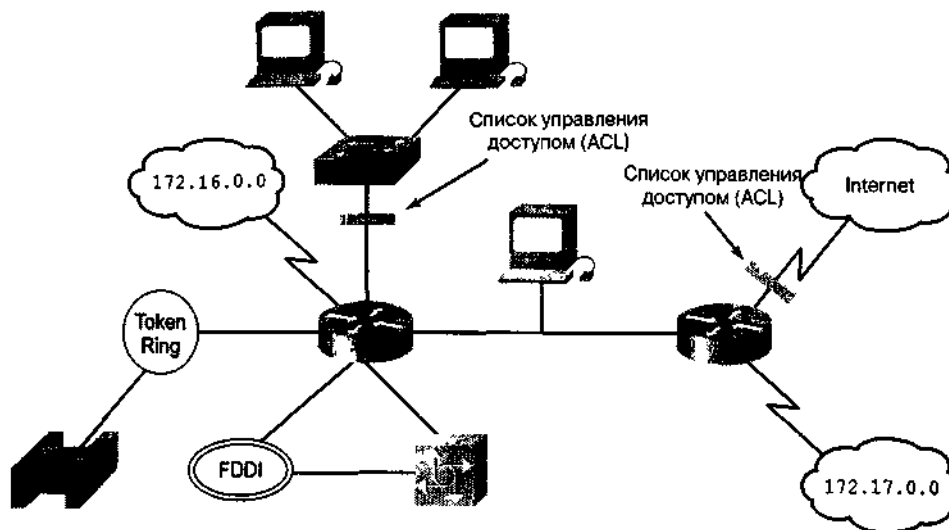 Список управления
доступом (ACL)
172.16.0.0
Список управления
доступом (ACL)
Internet
Token
Ring
FDDI
172.17.0.0